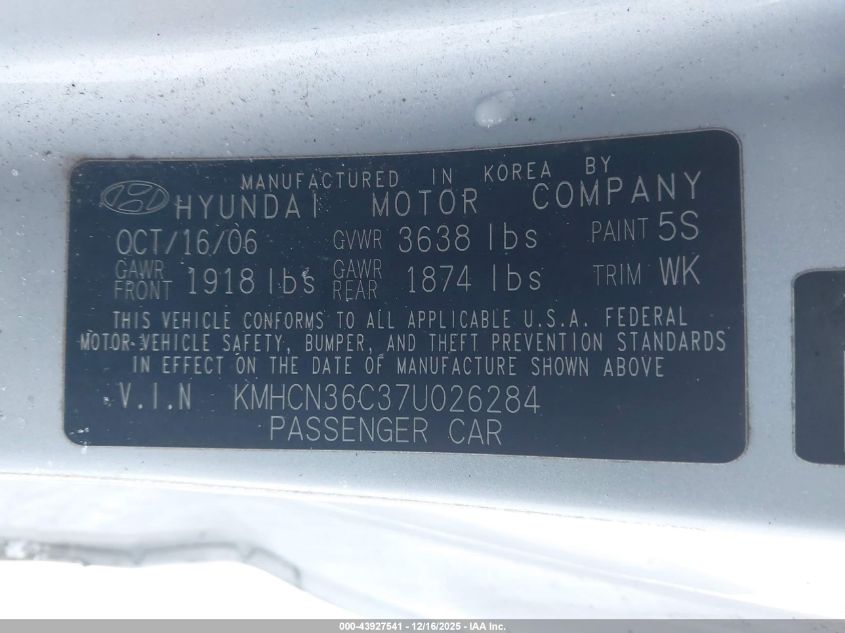 MANUFACTURED IN KOREA BY
HYUNDAI MOTOR COMPANY
OCT/16/06 GVWR 3638 lbs PAINT 5S
GAWR FRONT 1918 lbs GAWR REAR 1874 lbs TRIM WK
THIS VEHICLE CONFORMS TO ALL APPLICABLE U.S.A. FEDERAL
MOTOR-VEHICLE SAFETY, BUMPER, AND THEFT PREVENTION STANDARDS
IN EFFECT ON THE DATE OF MANUFACTURE SHOWN ABOVE
V.I.N KMHCN36C37U026284
PASSENGER CAR
000-43927541 - 12/16/2025 - IAA Inc.